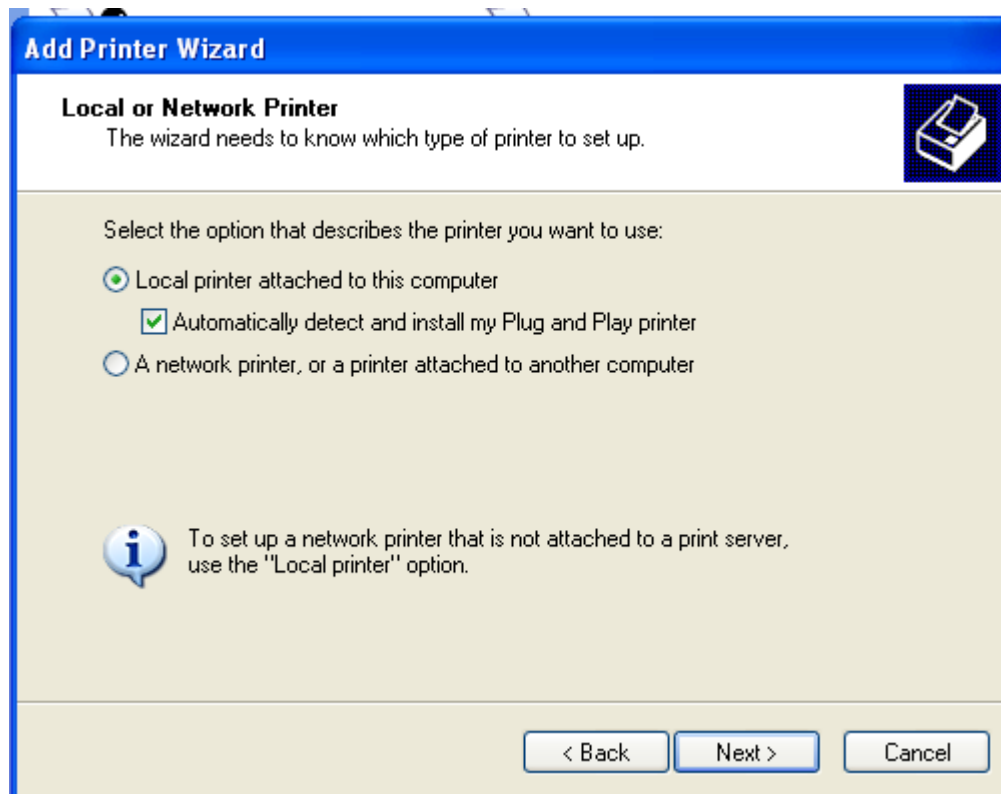 Add Printer Wizard
Local or Network Printer
The wizard needs to know which type of printer to set up.
Select the option that describes the printer you want to use:
Local printer attached to this computer
Automatically detect and install my Plug and Play printer
A network printer, or a printer attached to another computer
To set up a network printer that is not attached to a print server,
use the "Local printer" option.
< Back Next > Cancel